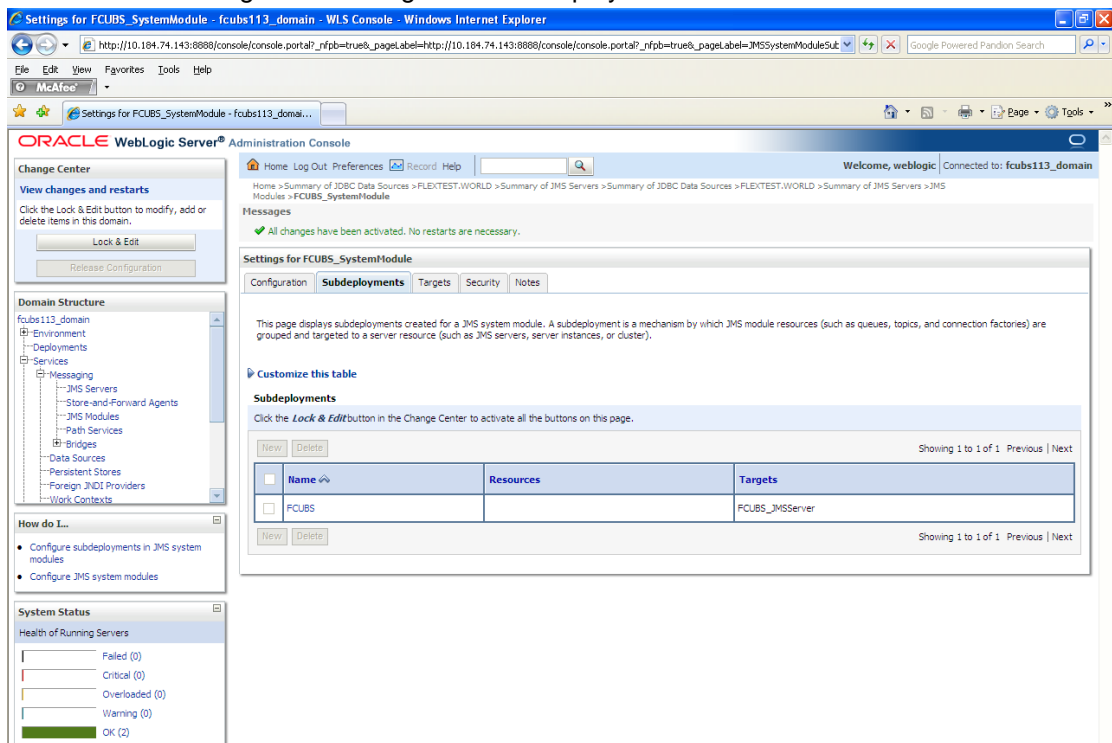 Settings for FCUBS_SystemModule - fcubs113_domain - WLS Console - Windows Internet Explorer
http://10.184.74.143:8888/console/console.portal?_nfpb=true&_pageLabel=http://10.184.74.143:8888/console/console.portal?_nfpb=true&_pageLabel=JMSSystemModuleSub
Google Powered Pandion Search
File Edit View Favorites Tools Help
McAfee
Settings for FCUBS_SystemModule - fcubs113_domai...
Page Tools
ORACLE WebLogic Server® Administration Console
Change Center
View changes and restarts
Click the Lock & Edit button to modify, add or
delete items in this domain.
Lock & Edit
Release Configuration
Domain Structure
fcubs113_domain
Environment
Deployments
Services
Messaging
JMS Servers
Store-and-Forward Agents
JMS Modules
Path Services
Bridges
Data Sources
Persistent Stores
Foreign JNDI Providers
Work Contexts
How do I...
Configure subdeployments in JMS system
modules
Configure JMS system modules
System Status
Health of Running Servers
Failed (0)
Critical (0)
Overloaded (0)
Warning (0)
OK (2)
Home Log Out Preferences Record Help
Welcome, weblogic Connected to: fcubs113_domain
Home >Summary of JDBC Data Sources >FLEXTEST.WORLD >Summary of JMS Servers >Summary of JDBC Data Sources >FLEXTEST.WORLD >Summary of JMS Servers >JMS
Modules >FCUBS_SystemModule
Messages
All changes have been activated. No restarts are necessary.
Settings for FCUBS_SystemModule
Configuration Subdeployments Targets Security Notes
This page displays subdeployments created for a JMS system module. A subdeployment is a mechanism by which JMS module resources (such as queues, topics, and connection factories) are
grouped and targeted to a server resource (such as JMS servers, server instances, or cluster).
Customize this table
Subdeployments
Click the Lock & Edit button in the Change Center to activate all the buttons on this page.
New Delete Showing 1 to 1 of 1 Previous | Next
Name Resources Targets
FCUBS FCUBS_JMSServer
New Delete Showing 1 to 1 of 1 Previous | Next